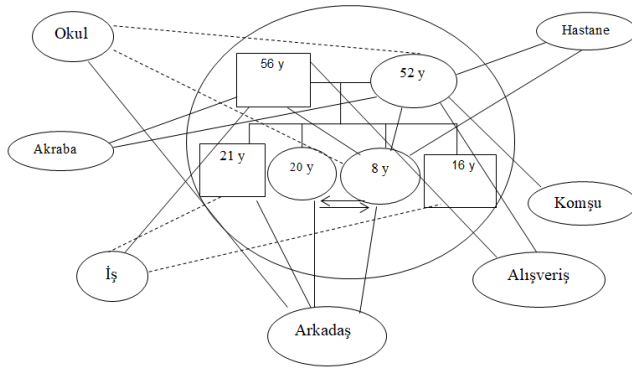 Okul
Hastane
56 y
52 y
Akraba
21 y
20 y
8 y
16 y
Komşu
İş
Alışveriş
Arkadaş